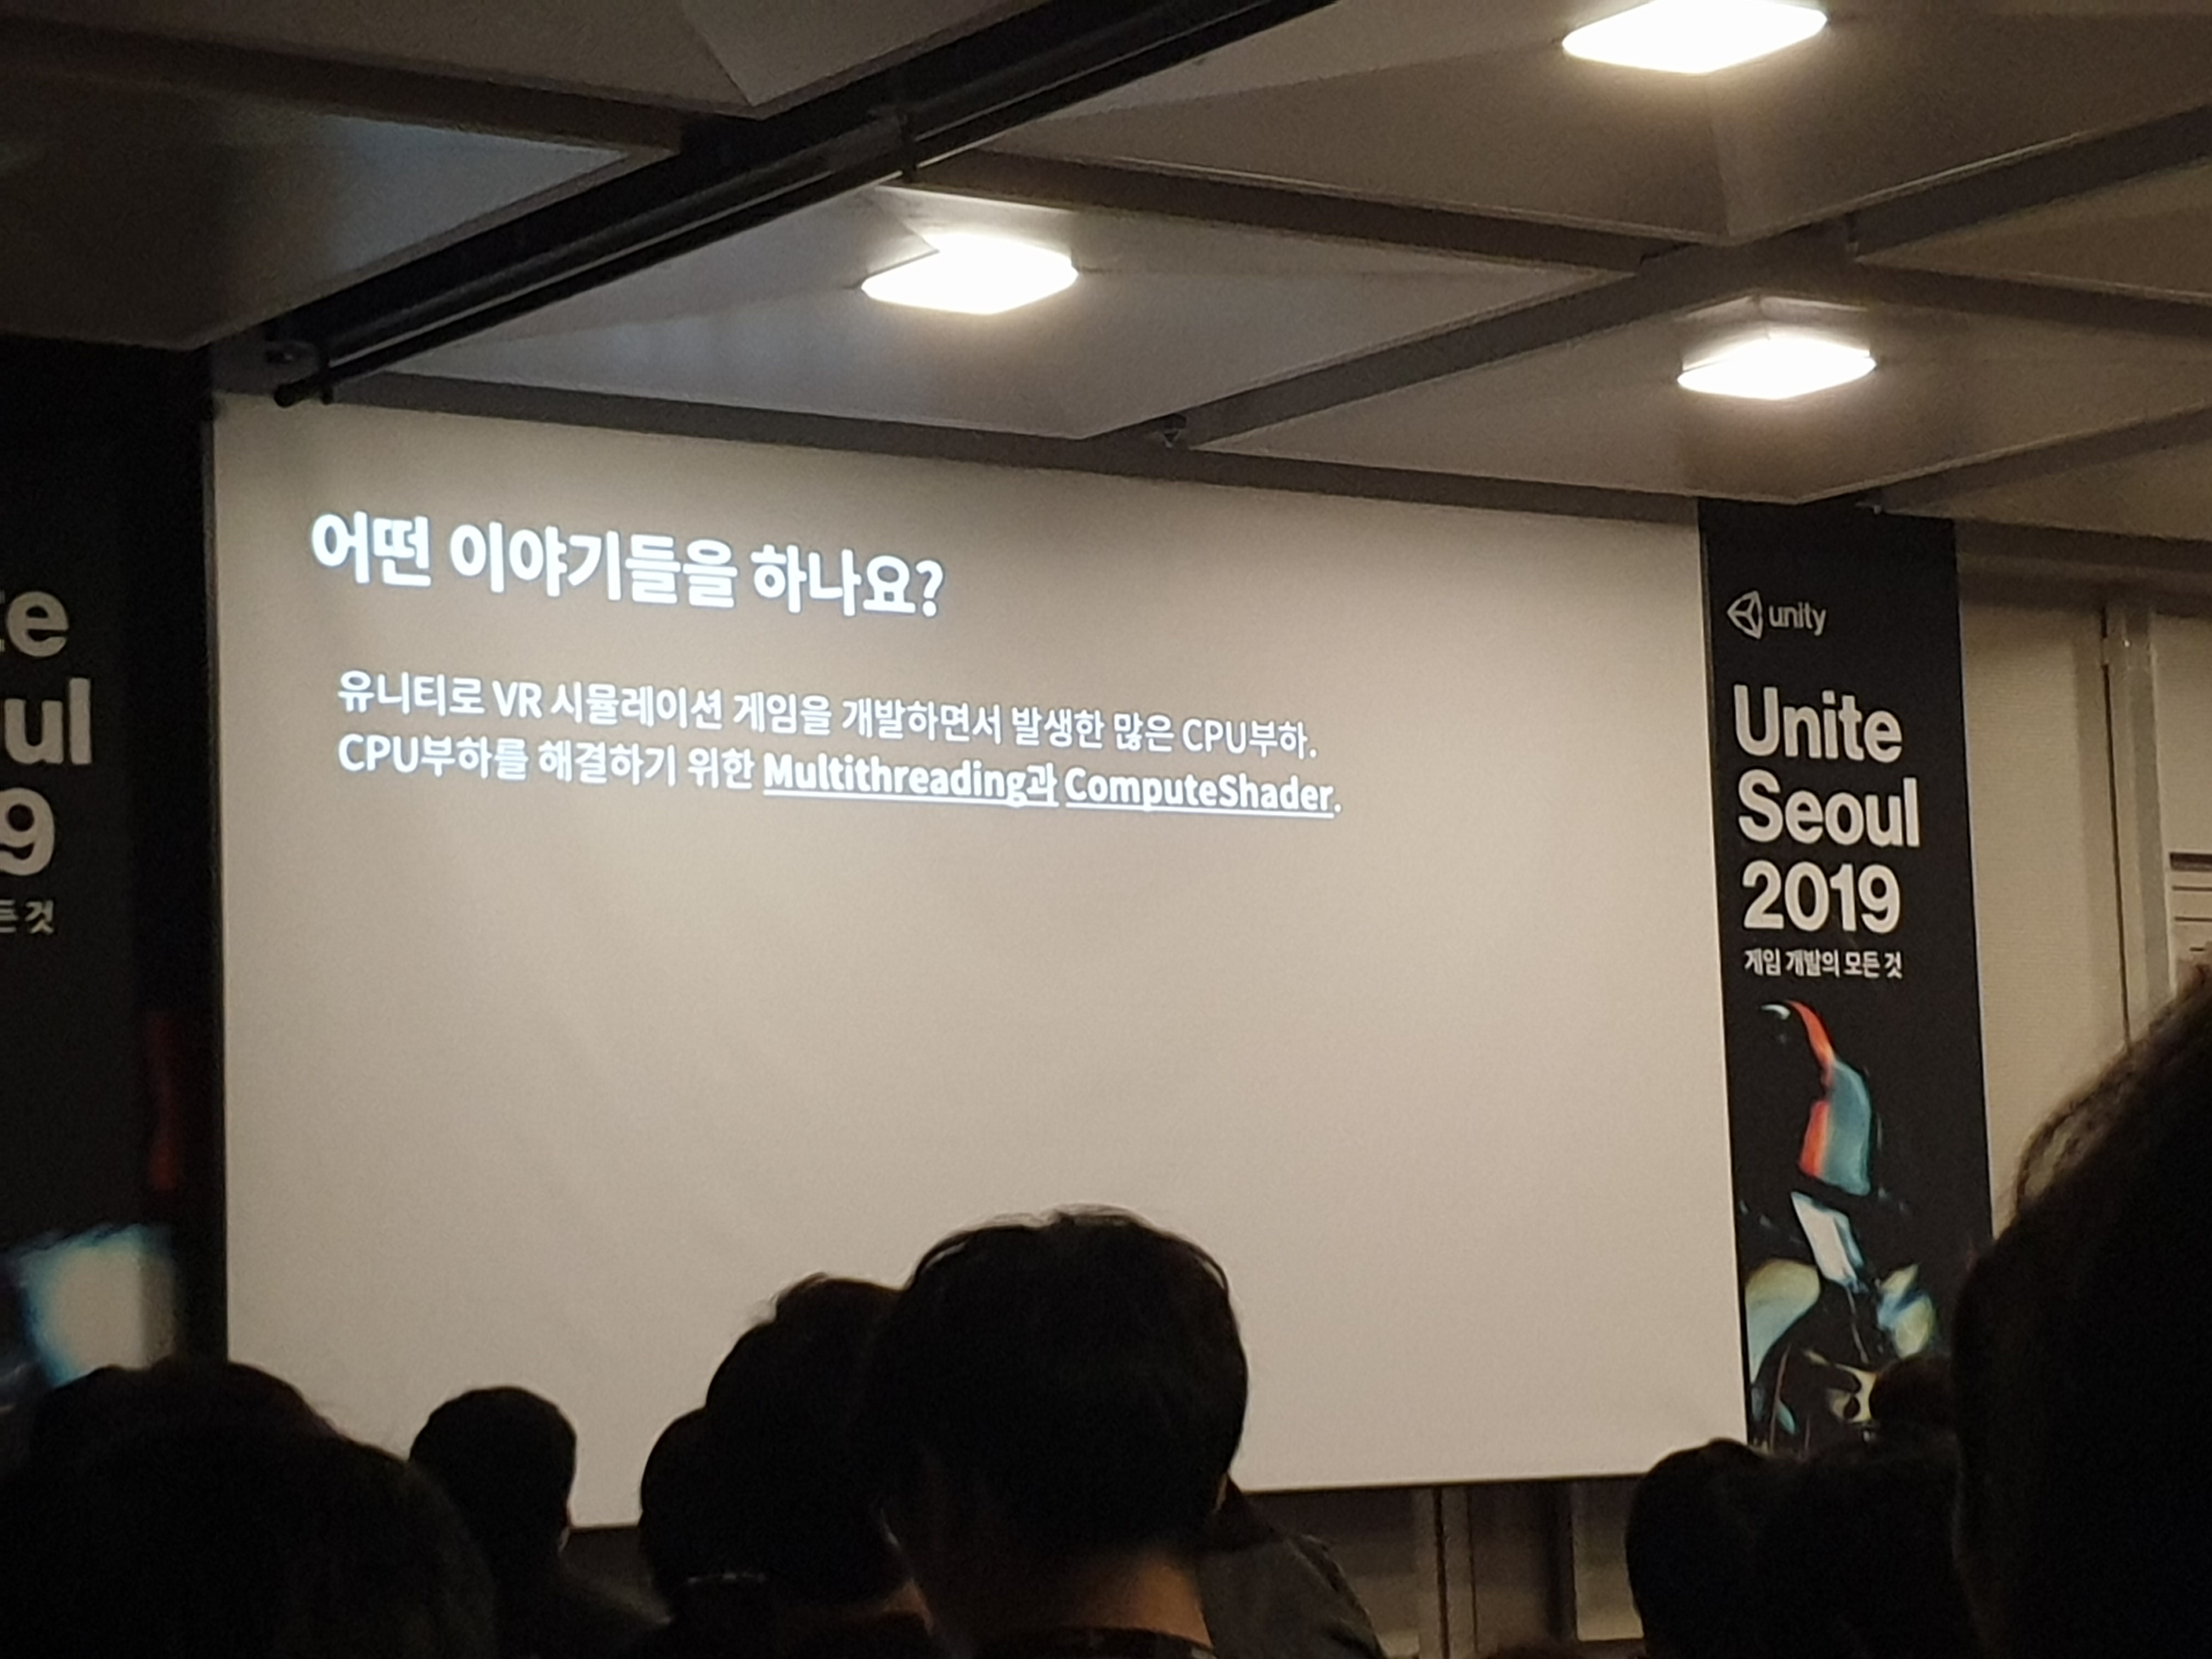 어떤 이야기들을 하나요?
유니티로 VR 시뮬레이션 게임을 개발하면서 발생한 많은 CPU부하.
CPU부하를 해결하기 위한 Multithreading과 ComputeShader.
unity
Unite
Seoul
2019
게임 개발의 모든 것
te
ul
9
든 것